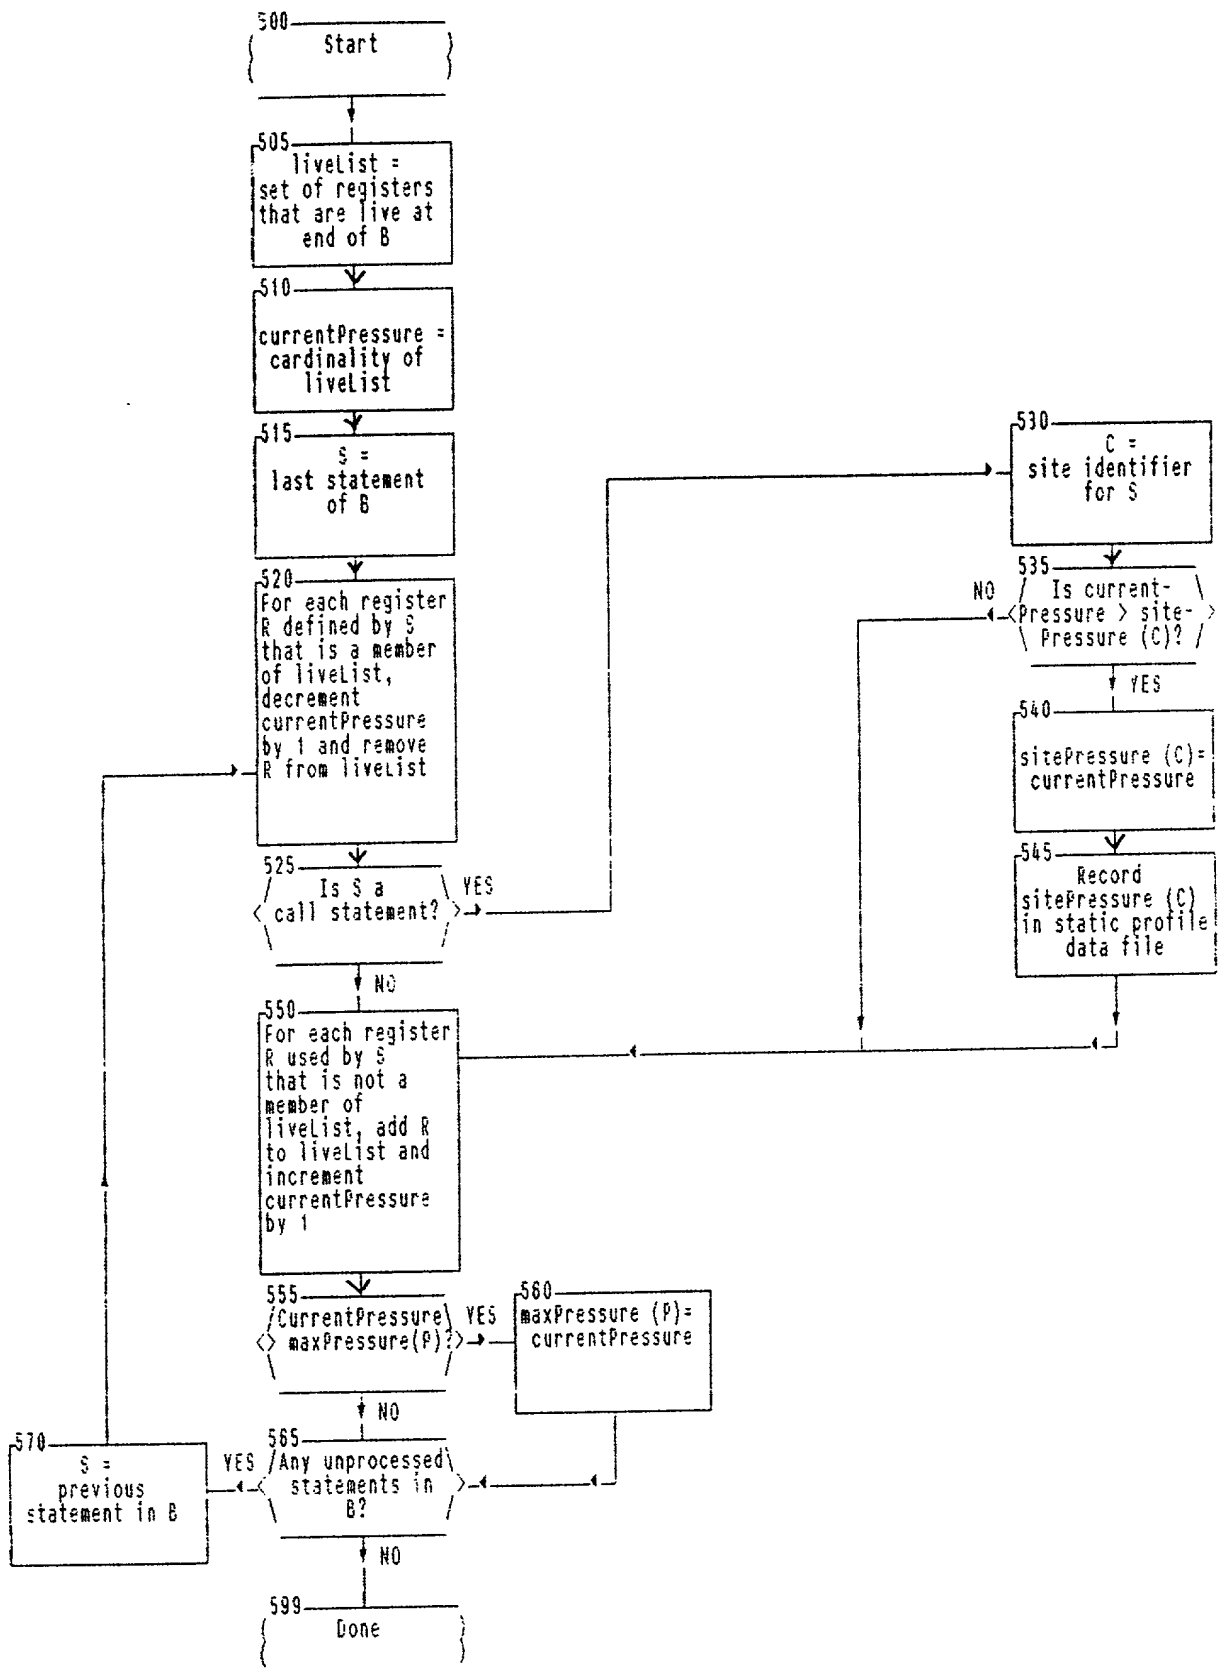 500
Start
505
liveList =
set of registers
that are live at
end of B
510
currentPressure =
cardinality of
liveList
515
S =
last statement
of B
520
For each register
R defined by S
that is a member
of liveList,
decrement
currentPressure
by 1 and remove
R from liveList
525
Is S a
call statement?
YES
NO
530
C =
site identifier
for S
535
Is current-
Pressure > site-
Pressure (C)?
NO
YES
540
sitePressure (C)=
currentPressure
545
Record
sitePressure (C)
in static profile
data file
550
For each register
R used by S
that is not a
member of
liveList, add R
to liveList and
increment
currentPressure
by 1
555
CurrentPressure
> maxPressure(P)?
YES
NO
560
maxPressure (P)=
currentPressure
565
Any unprocessed
statements in
B?
YES
NO
570
S =
previous
statement in B
599
Done